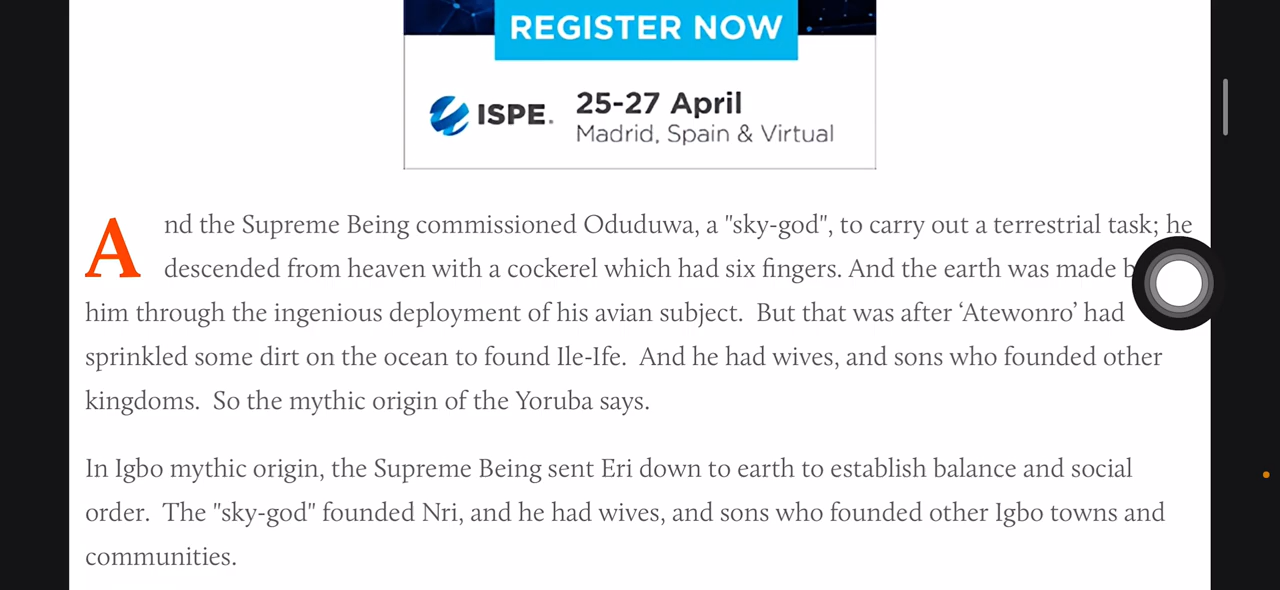 REGISTER NOW
ISPE.
25-27 April
Madrid, Spain & Virtual
And the Supreme Being commissioned Oduduwa, a "sky-god", to carry out a terrestrial task; he
descended from heaven with a cockerel which had six fingers. And the earth was made
him through the ingenious deployment of his avian subject.  But that was after ‘Atewonro’ had
sprinkled some dirt on the ocean to found Ile-Ife.  And he had wives, and sons who founded other
kingdoms.  So the mythic origin of the Yoruba says.
In Igbo mythic origin, the Supreme Being sent Eri down to earth to establish balance and social
order.  The "sky-god" founded Nri, and he had wives, and sons who founded other Igbo towns and
communities.